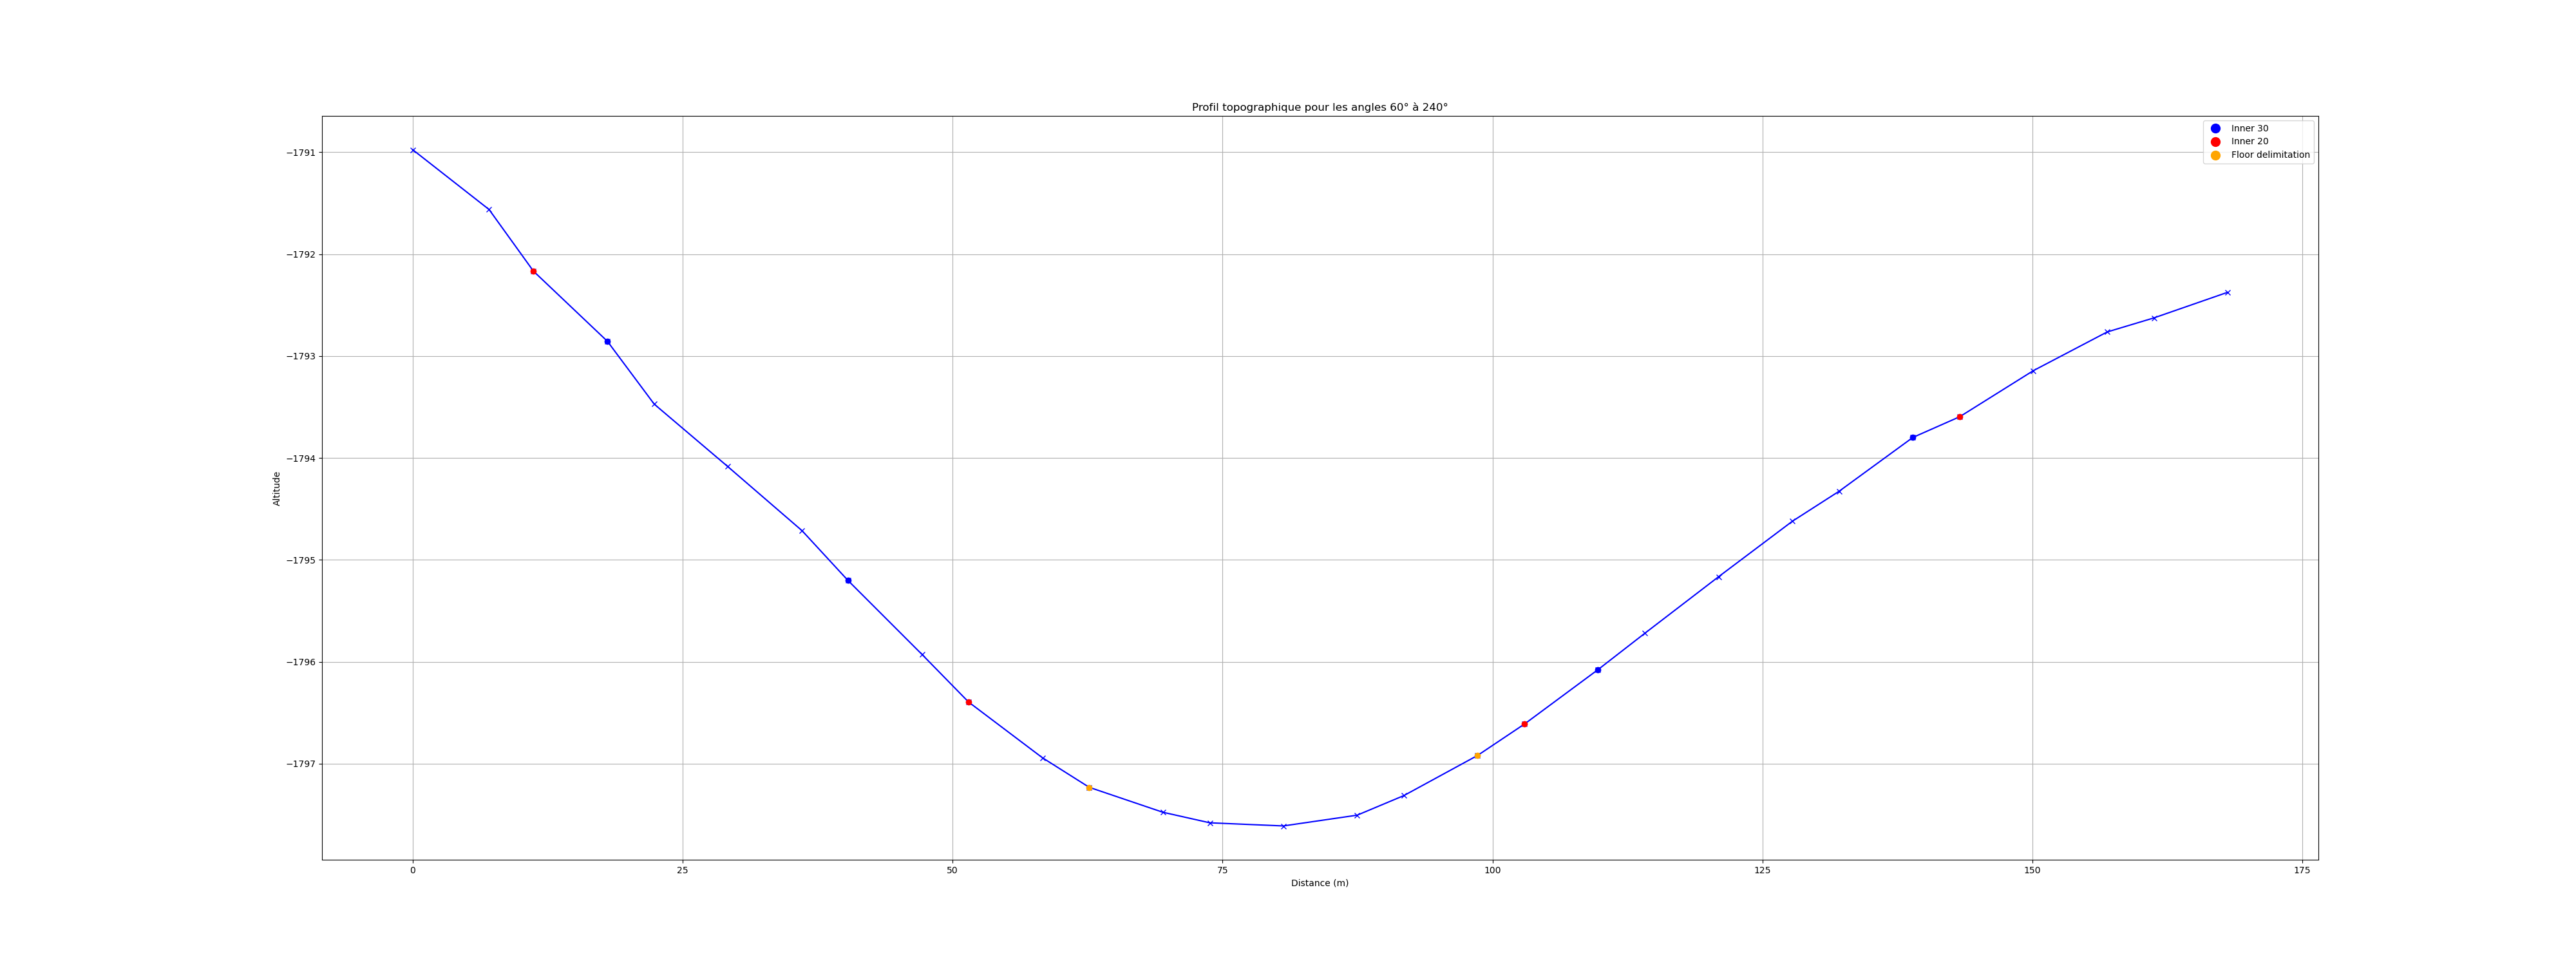 Profil topographique pour les angles 60° à 240°
Inner 30
Inner 20
Floor delimitation
Altitude
−1791
−1792
−1793
−1794
−1795
−1796
−1797
0 25 50 75 100 125 150 175
Distance (m)